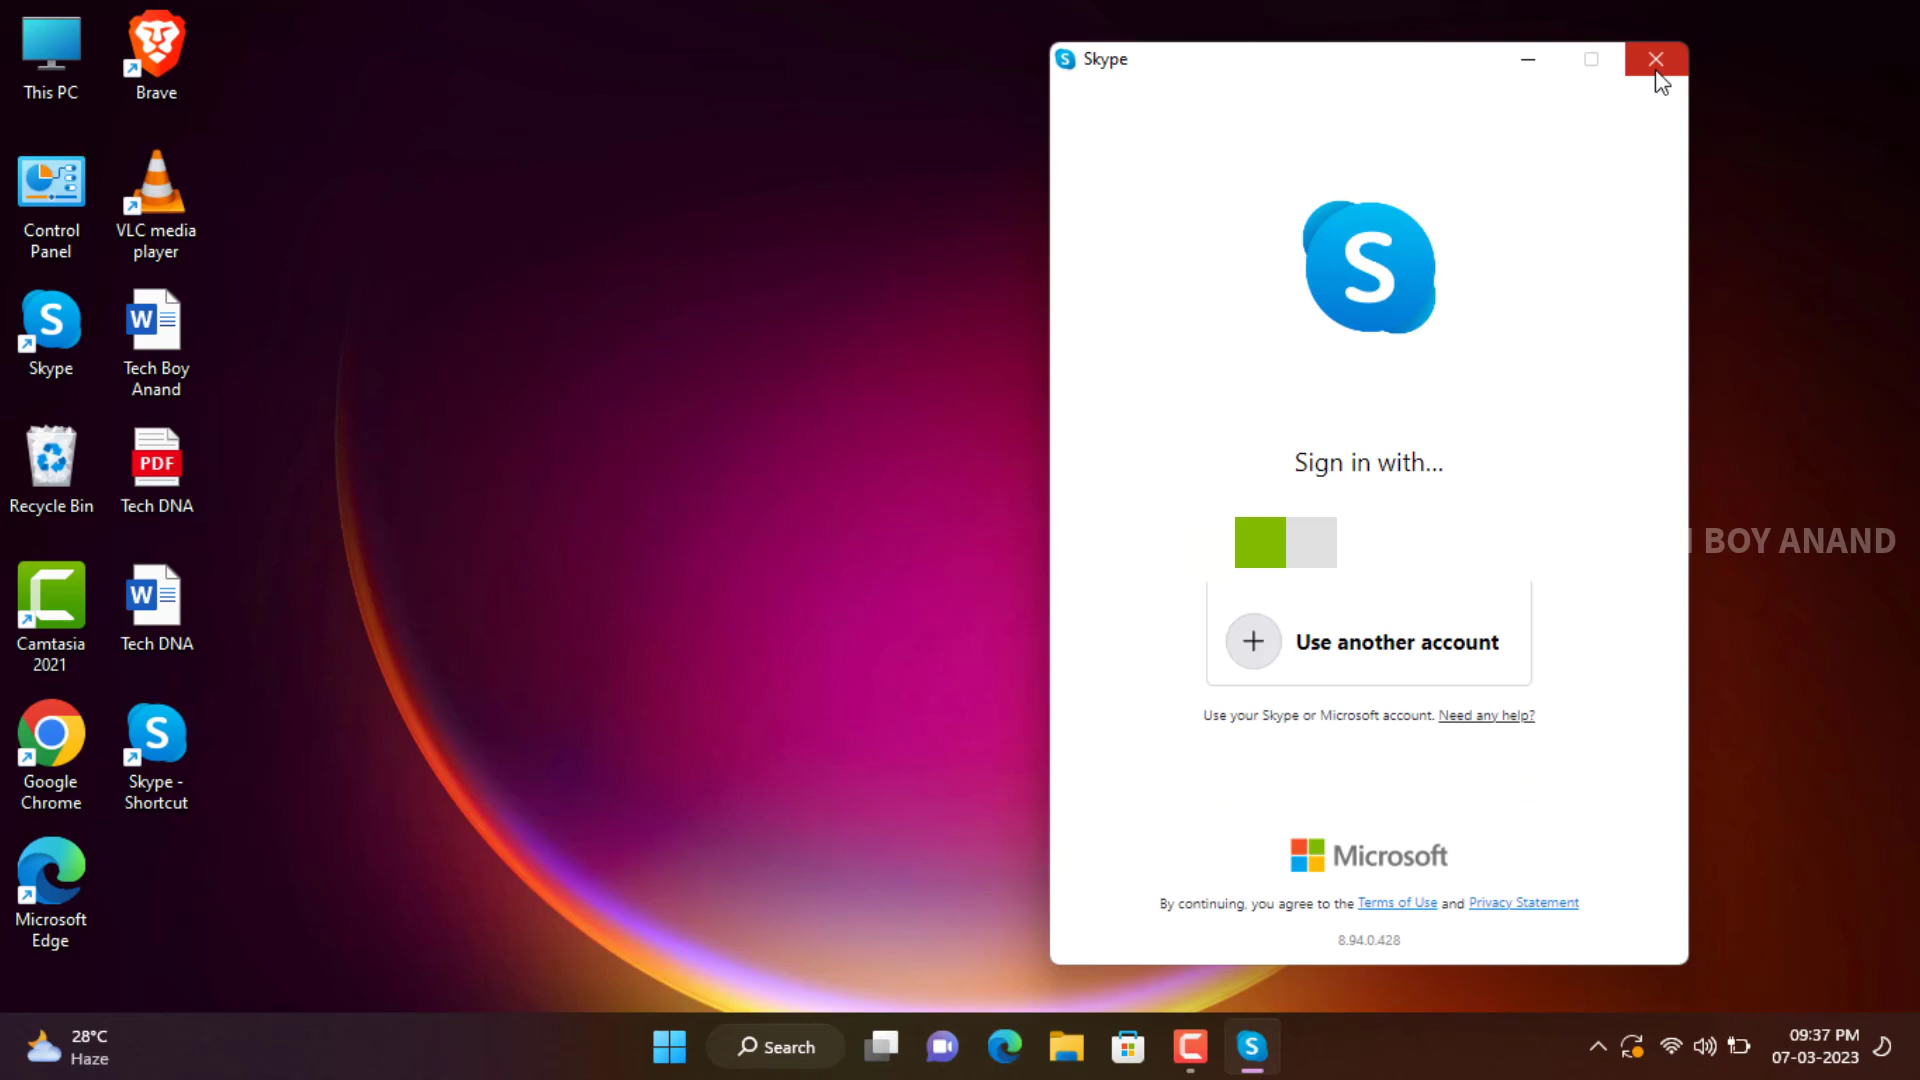 This PC
Brave
Control
Panel
VLC media
player
Skype
Tech Boy
Anand
Recycle Bin
PDF
Tech DNA
Camtasia
2021
Tech DNA
Google
Chrome
Skype -
Shortcut
Microsoft
Edge
Skype
Sign in with...
BOY ANAND
Use another account
Use your Skype or Microsoft account. Need any help?
Microsoft
By continuing, you agree to the Terms of Use and Privacy Statement
8.94.0.428
28°C
Haze
Search
09:37 PM
07-03-2023